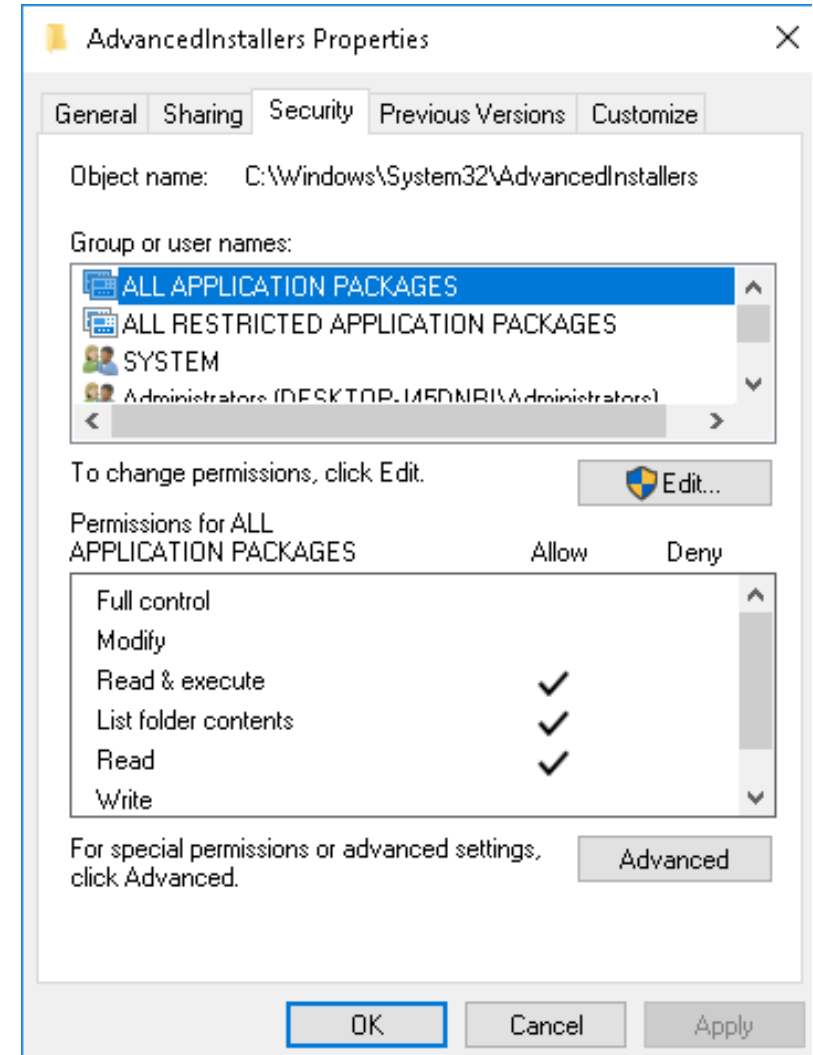 AdvancedInstallers Properties
General Sharing Security Previous Versions Customize
Object name: C:\Windows\System32\AdvancedInstallers
Group or user names:
ALL APPLICATION PACKAGES
ALL RESTRICTED APPLICATION PACKAGES
SYSTEM
Administrators
To change permissions, click Edit.
Edit...
Permissions for ALL
APPLICATION PACKAGES Allow Deny
Full control
Modify
Read & execute
List folder contents
Read
Write
For special permissions or advanced settings,
click Advanced.
Advanced
OK Cancel Apply